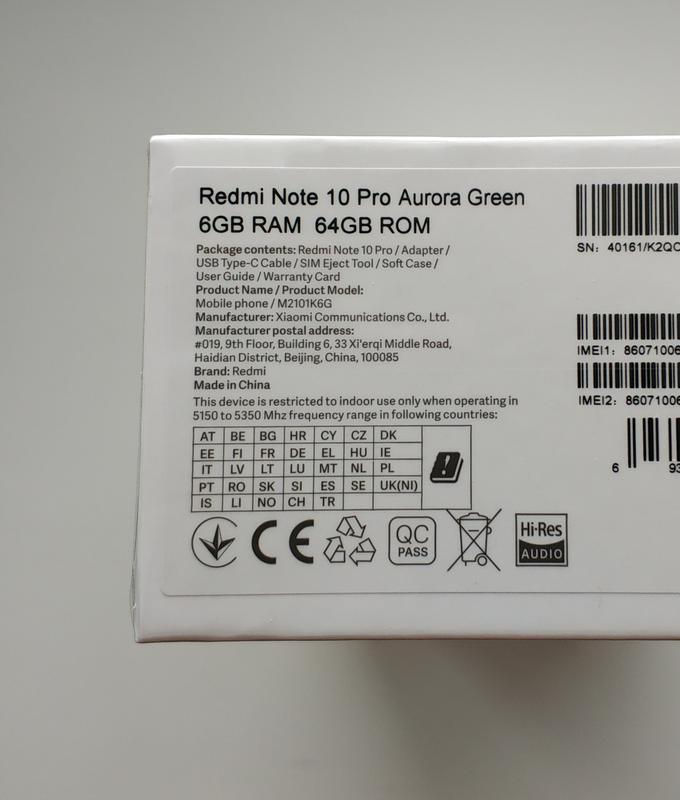 Redmi Note 10 Pro Aurora Green
6GB RAM 64GB ROM
Package contents: Redmi Note 10 Pro / Adapter /
USB Type-C Cable / SIM Eject Tool / Soft Case /
User Guide / Warranty Card
Product Name / Product Model:
Mobile phone / M2101K6G
Manufacturer: Xiaomi Communications Co., Ltd.
Manufacturer postal address:
#019, 9th Floor, Building 6, 33 Xi'erqi Middle Road,
Haidian District, Beijing, China, 100085
Brand: Redmi
Made in China
This device is restricted to indoor use only when operating in
5150 to 5350 Mhz frequency range in following countries:
AT BE BG HR CY CZ DK
EE FI FR DE EL HU IE
IT LV LT LU MT NL PL
PT RO SK SI ES SE UK(NI)
IS LI NO CH TR
CE
QC
PASS
Hi-Res
AUDIO
SN: 40161/K2QC
IMEI1: 86071006
IMEI2: 86071006
6 93